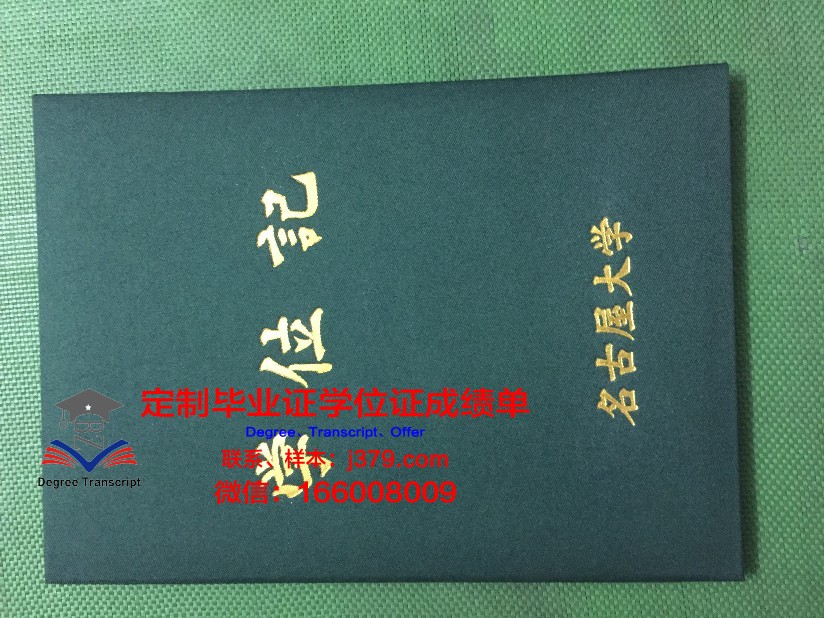 学位記
名古屋大学
定制毕业证学位证成绩单
Degree、Transcript、Offer
联系、样本：j379.com
微信：166008009
Degree Transcript